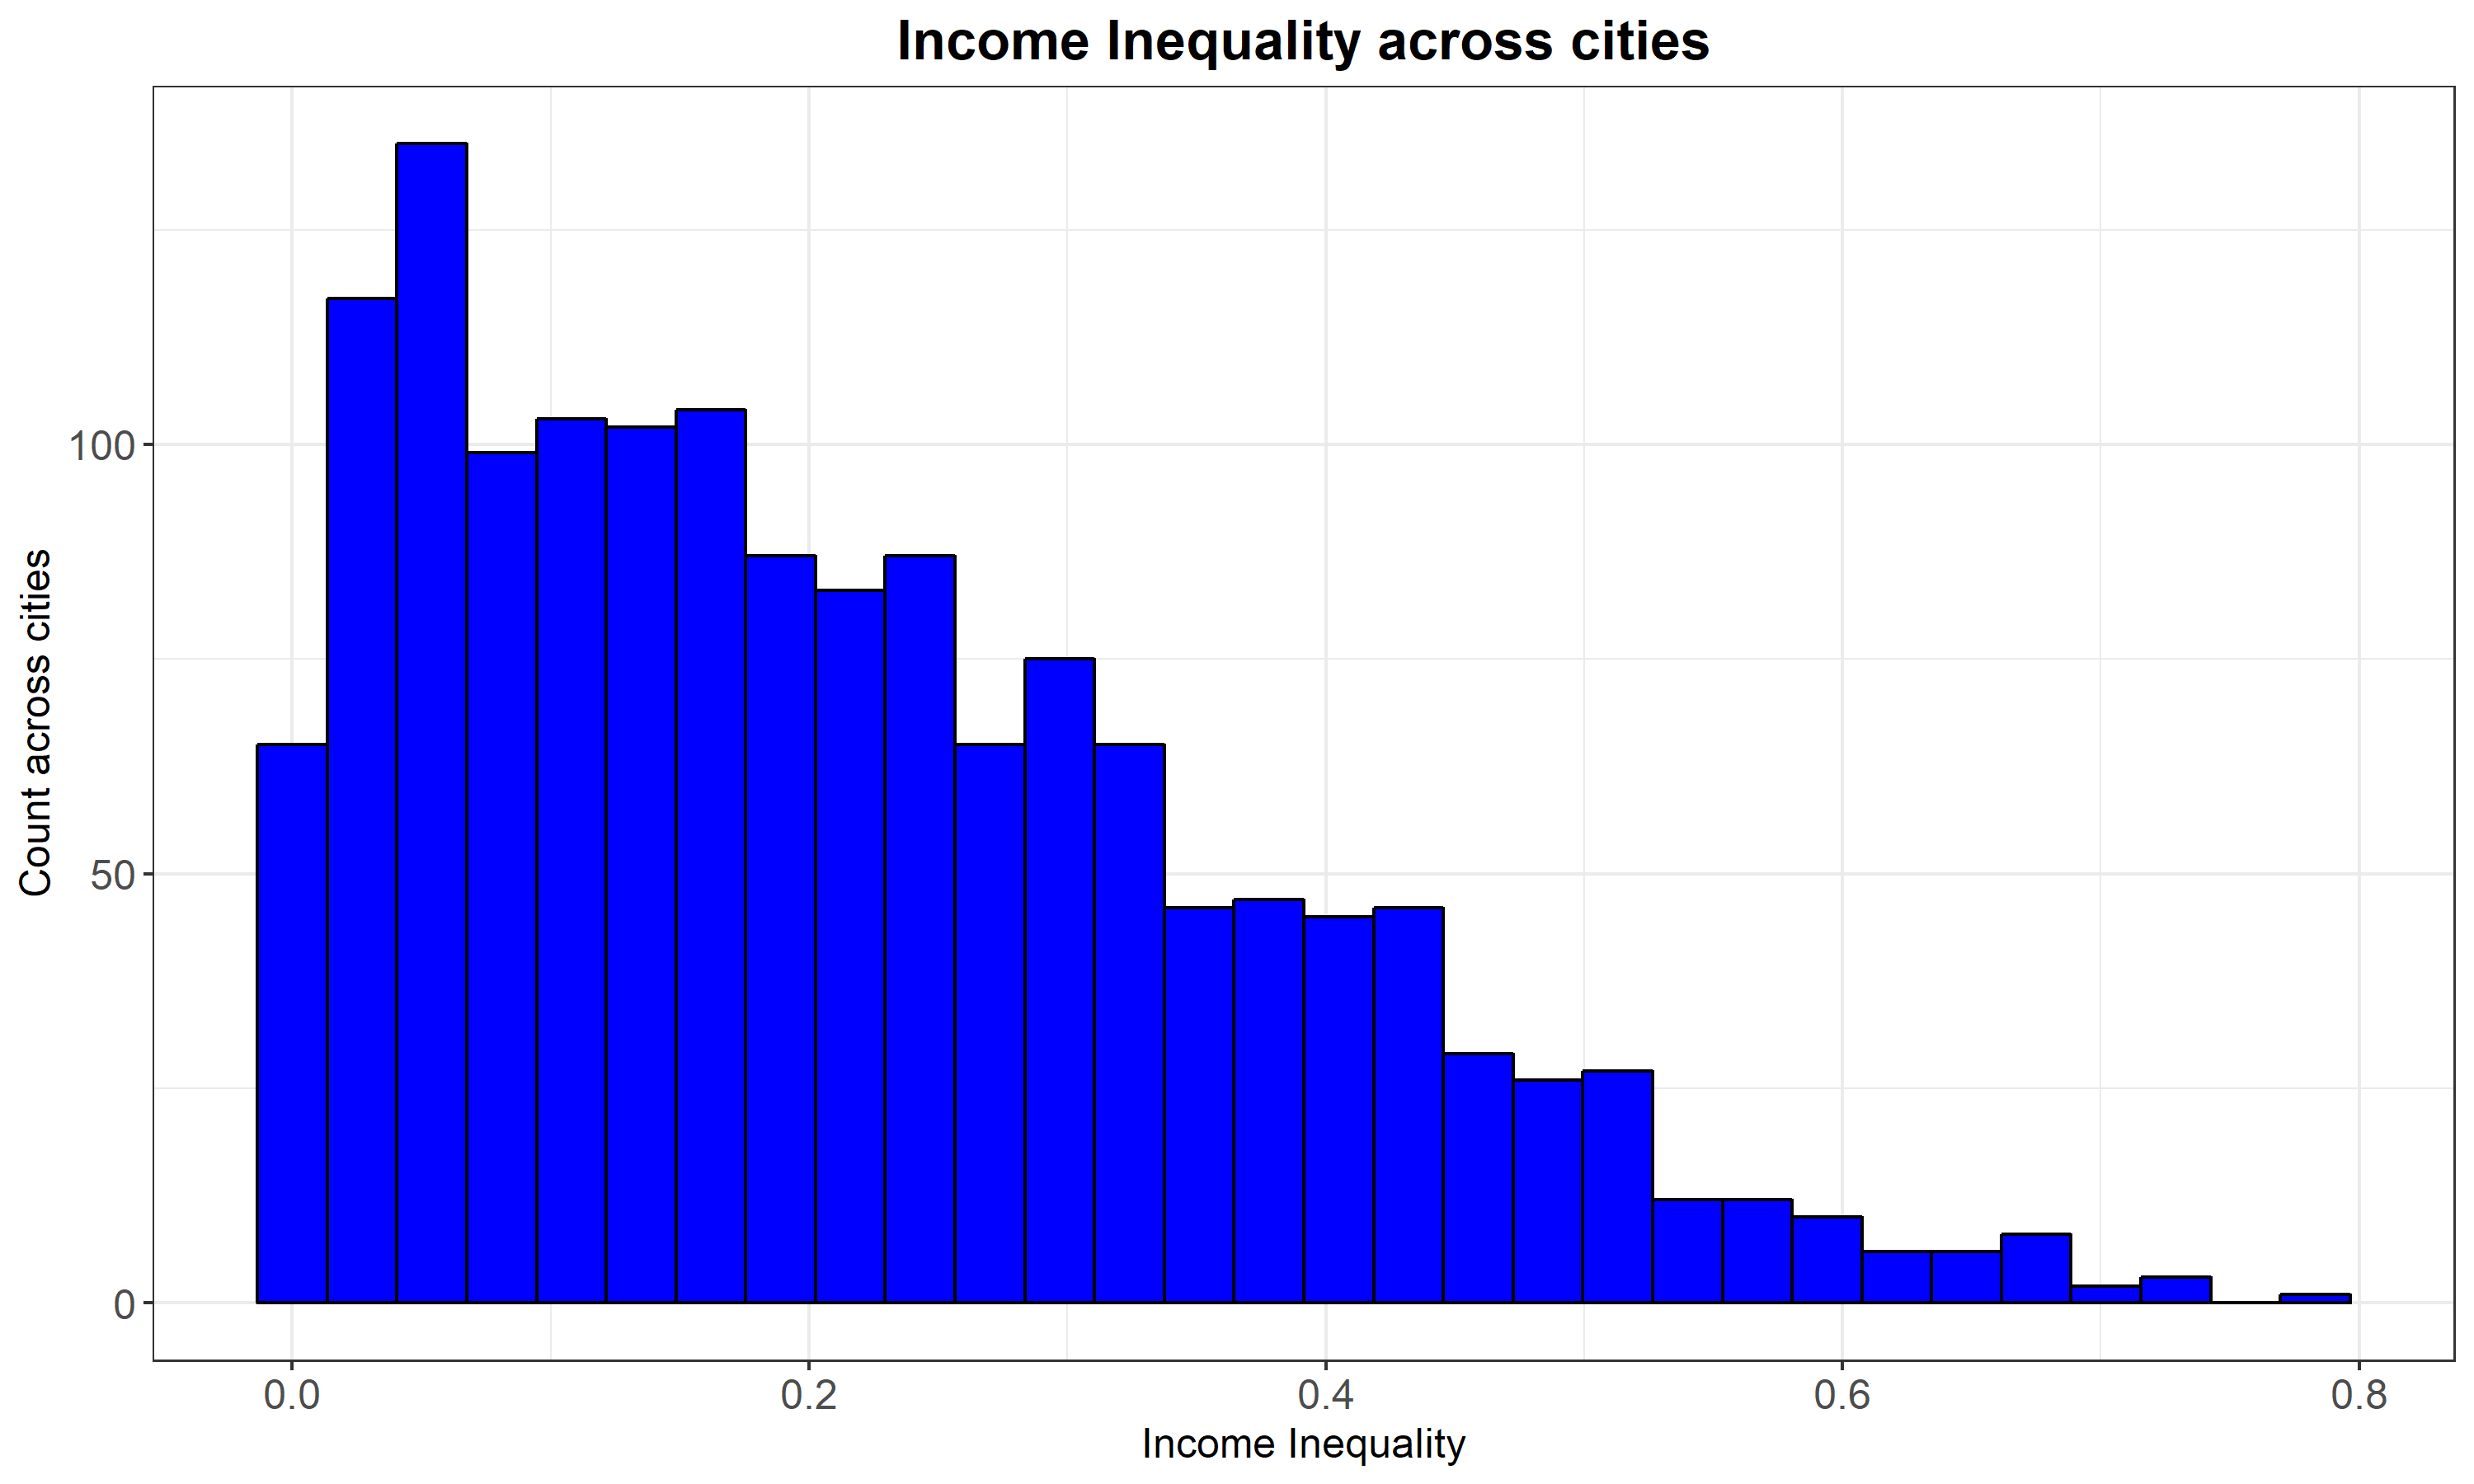 Income Inequality across cities
Count across cities
100
50
0
0.0 0.2 0.4 0.6 0.8
Income Inequality